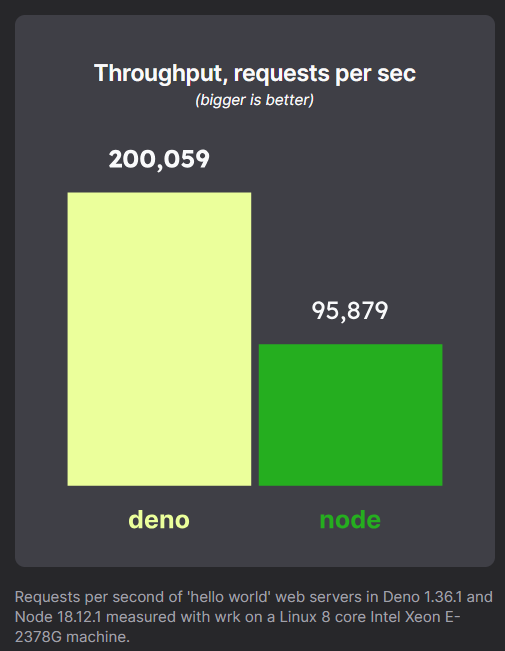 Throughput, requests per sec
(bigger is better)
200,059
95,879
deno
node
Requests per second of 'hello world' web servers in Deno 1.36.1 and
Node 18.12.1 measured with wrk on a Linux 8 core Intel Xeon E-
2378G machine.